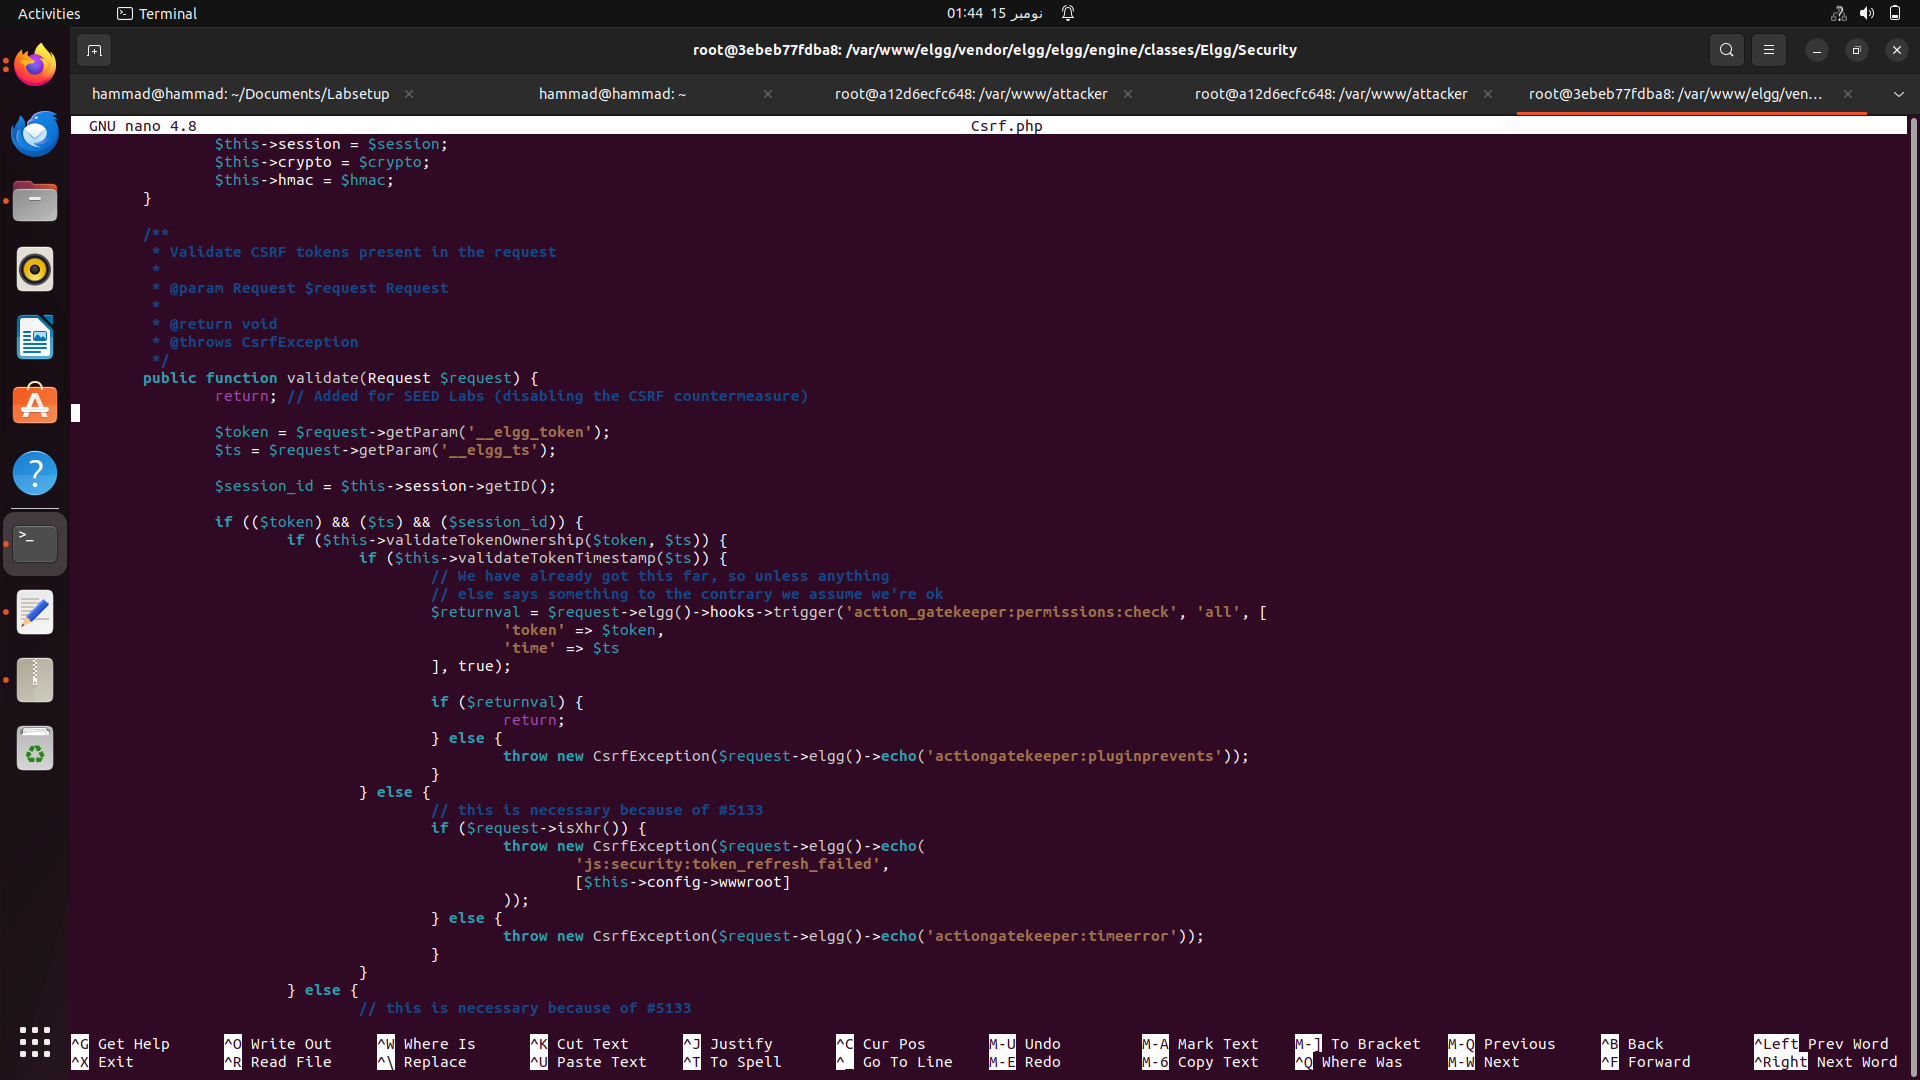 Activities Terminal 01:44 15 نومبر
root@3ebeb77fdba8: /var/www/elgg/vendor/elgg/elgg/engine/classes/Elgg/Security
hammad@hammad: ~/Documents/Labsetup × hammad@hammad: ~ × root@a12d6ecfc648: /var/www/attacker × root@a12d6ecfc648: /var/www/attacker × root@3ebeb77fdba8: /var/www/elgg/ven... ×
GNU nano 4.8 Csrf.php
$this->session = $session;
$this->crypto = $crypto;
$this->hmac = $hmac;
}
/**
* Validate CSRF tokens present in the request
*
* @param Request $request Request
*
* @return void
* @throws CsrfException
*/
public function validate(Request $request) {
return; // Added for SEED Labs (disabling the CSRF countermeasure)
$token = $request->getParam('__elgg_token');
$ts = $request->getParam('__elgg_ts');
$session_id = $this->session->getID();
if (($token) && ($ts) && ($session_id)) {
if ($this->validateTokenOwnership($token, $ts)) {
if ($this->validateTokenTimestamp($ts)) {
// We have already got this far, so unless anything
// else says something to the contrary we assume we're ok
$returnval = $request->elgg()->hooks->trigger('action_gatekeeper:permissions:check', 'all', [
'token' => $token,
'time' => $ts
], true);
if ($returnval) {
return;
} else {
throw new CsrfException($request->elgg()->echo('actiongatekeeper:pluginprevents'));
}
} else {
// this is necessary because of #5133
if ($request->isXhr()) {
throw new CsrfException($request->elgg()->echo(
'js:security:token_refresh_failed',
[$this->config->wwwroot]
));
} else {
throw new CsrfException($request->elgg()->echo('actiongatekeeper:timeerror'));
}
}
} else {
// this is necessary because of #5133
^G Get Help ^O Write Out ^W Where Is ^K Cut Text ^J Justify ^C Cur Pos M-U Undo M-A Mark Text M-] To Bracket M-Q Previous ^B Back ^Left Prev Word
^X Exit ^R Read File ^\ Replace ^U Paste Text ^T To Spell ^_ Go To Line M-E Redo M-6 Copy Text ^Q Where Was M-W Next ^F Forward ^Right Next Word